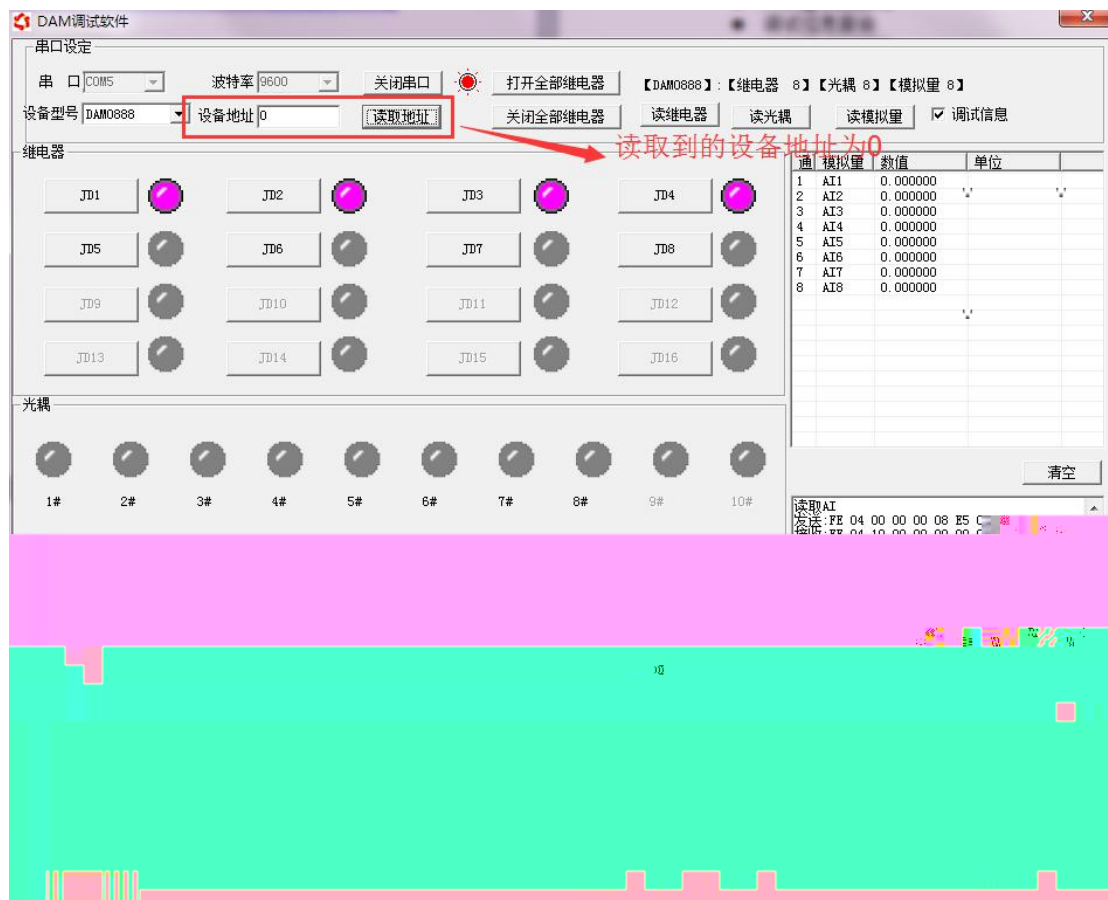 DAM调试软件
串口设定
串 口 COM5 波特率 9600 关闭串口 打开全部继电器 【DAM0888】:【继电器 8】【光耦 8】【模拟量 8】
设备型号 DAM0888 设备地址 0 读取地址 关闭全部继电器 读继电器 读光耦 读模拟量 调试信息
读取到的设备地址为0
继电器
通 模拟量 数值 单位
JD1 JD2 JD3 JD4
JD5 JD6 JD7 JD8
JD9 JD10 JD11 JD12
JD13 JD14 JD15 JD16
1 AI1 0.000000
2 AI2 0.000000
3 AI3 0.000000
4 AI4 0.000000
5 AI5 0.000000
6 AI6 0.000000
7 AI7 0.000000
8 AI8 0.000000
光耦
1# 2# 3# 4# 5# 6# 7# 8# 9# 10#
清空
读取AI
发送:FE 04 00 00 00 08 E5